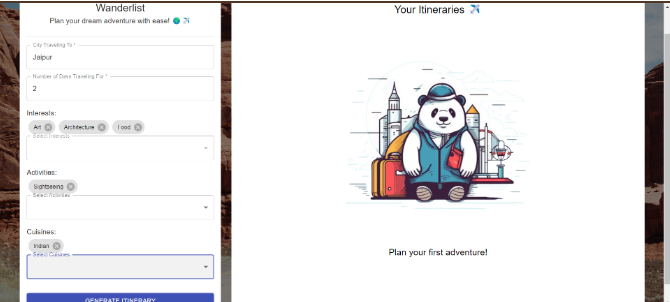 Wanderlist
Plan your dream adventure with ease!
City Traveling To *
Jaipur
Number of Days Traveling For *
2
Interests:
Art Architecture Food
Select Interests
Activities:
Sightseeing
Select Activities
Cuisines:
Indian
Select Cuisines
GENERATE ITINERARY
Your Itineraries
Plan your first adventure!